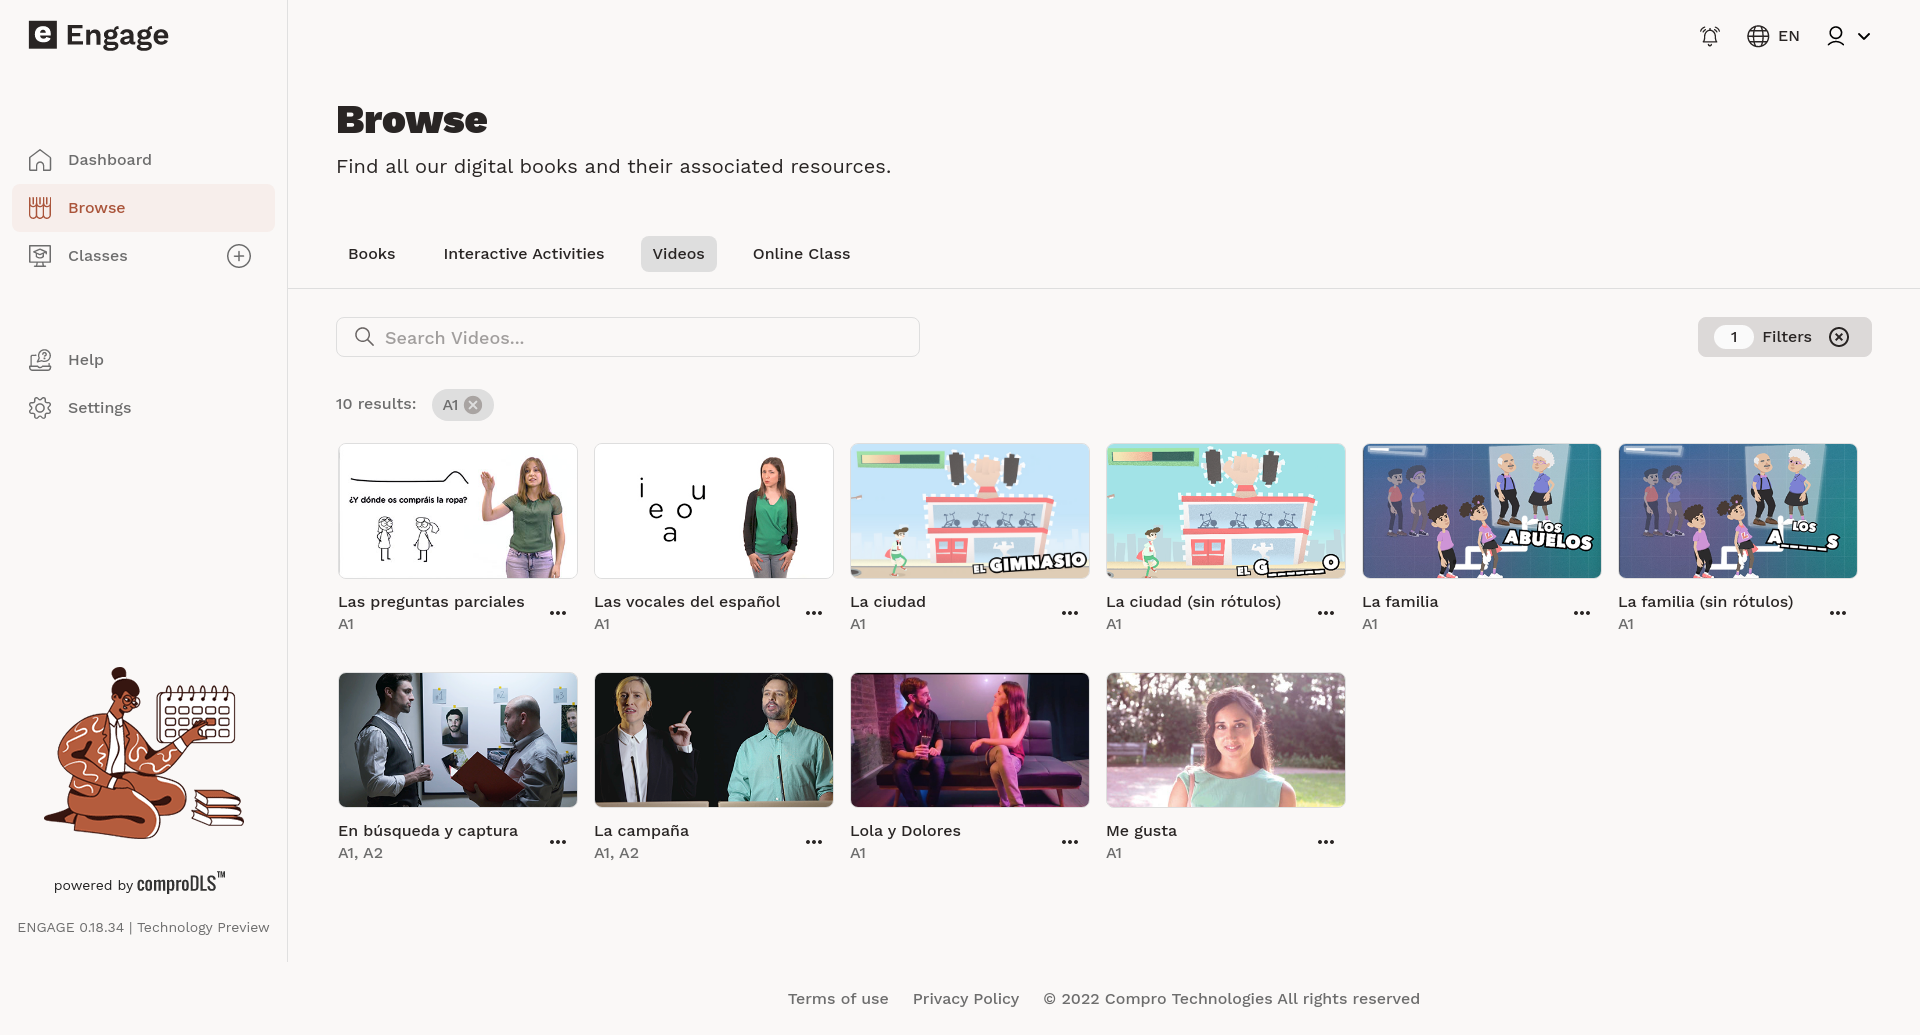 e Engage
EN
Browse
Find all our digital books and their associated resources.
Dashboard
Browse
Classes
Help
Settings
Books Interactive Activities Videos Online Class
Search Videos...
1 Filters
10 results: A1
¿Y dónde os compráis la ropa?
i e o u a
EL GIMNASIO
EL G_____O
LOS ABUELOS
LOS A____S
Las preguntas parciales
A1
Las vocales del español
A1
La ciudad
A1
La ciudad (sin rótulos)
A1
La familia
A1
La familia (sin rótulos)
A1
En búsqueda y captura
A1, A2
La campaña
A1, A2
Lola y Dolores
A1
Me gusta
A1
powered by comproDLS™
ENGAGE 0.18.34 | Technology Preview
Terms of use Privacy Policy © 2022 Compro Technologies All rights reserved